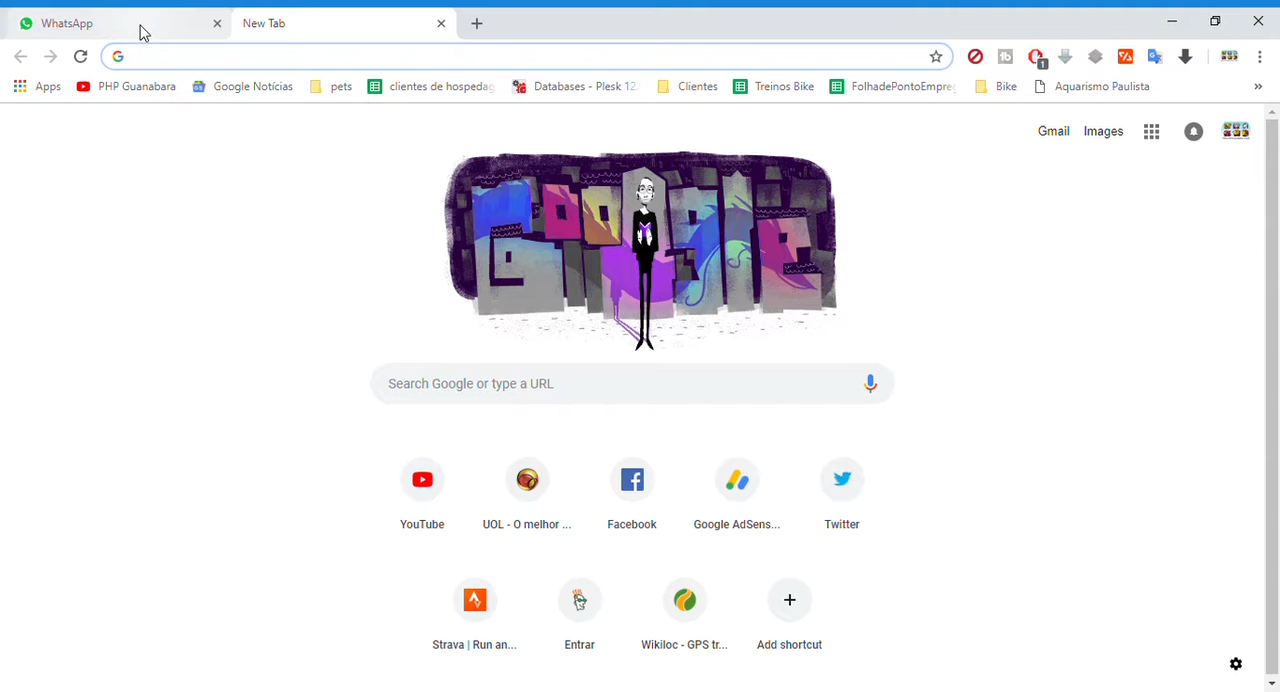 WhatsApp
New Tab
Apps PHP Guanabara Google Notícias pets clientes de hospedag Databases - Plesk 12. Clientes Treinos Bike FolhadePontoEmpreg Bike Aquarismo Paulista »
Gmail Images
Google
Search Google or type a URL
YouTube UOL - O melhor ... Facebook Google AdSens... Twitter
Strava | Run an... Entrar Wikiloc - GPS tr... Add shortcut